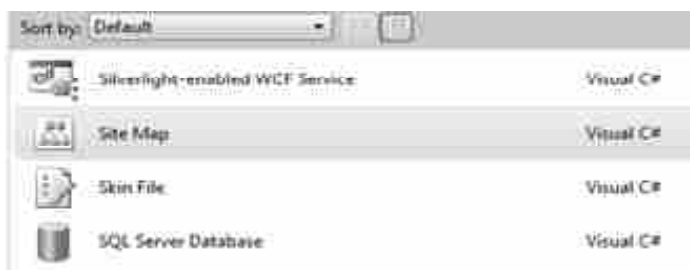 Sort by: Default
Silverlight-enabled WCF Service Visual C#
Site Map Visual C#
Skin File Visual C#
SQL Server Database Visual C#